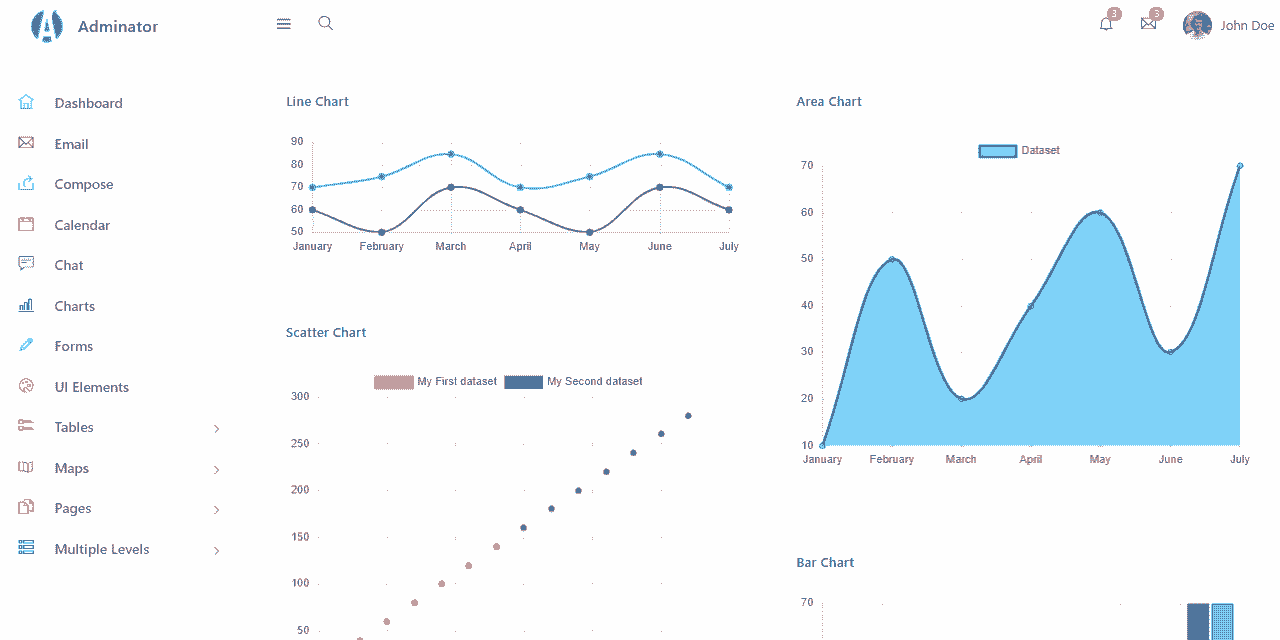 Adminator
3
3
John Doe
Dashboard
Email
Compose
Calendar
Chat
Charts
Forms
UI Elements
Tables
Maps
Pages
Multiple Levels
Line Chart
90
80
70
60
50
January February March April May June July
Scatter Chart
My First dataset My Second dataset
300
250
200
150
100
50
Area Chart
Dataset
70
60
50
40
30
20
10
January February March April May June July
Bar Chart
70